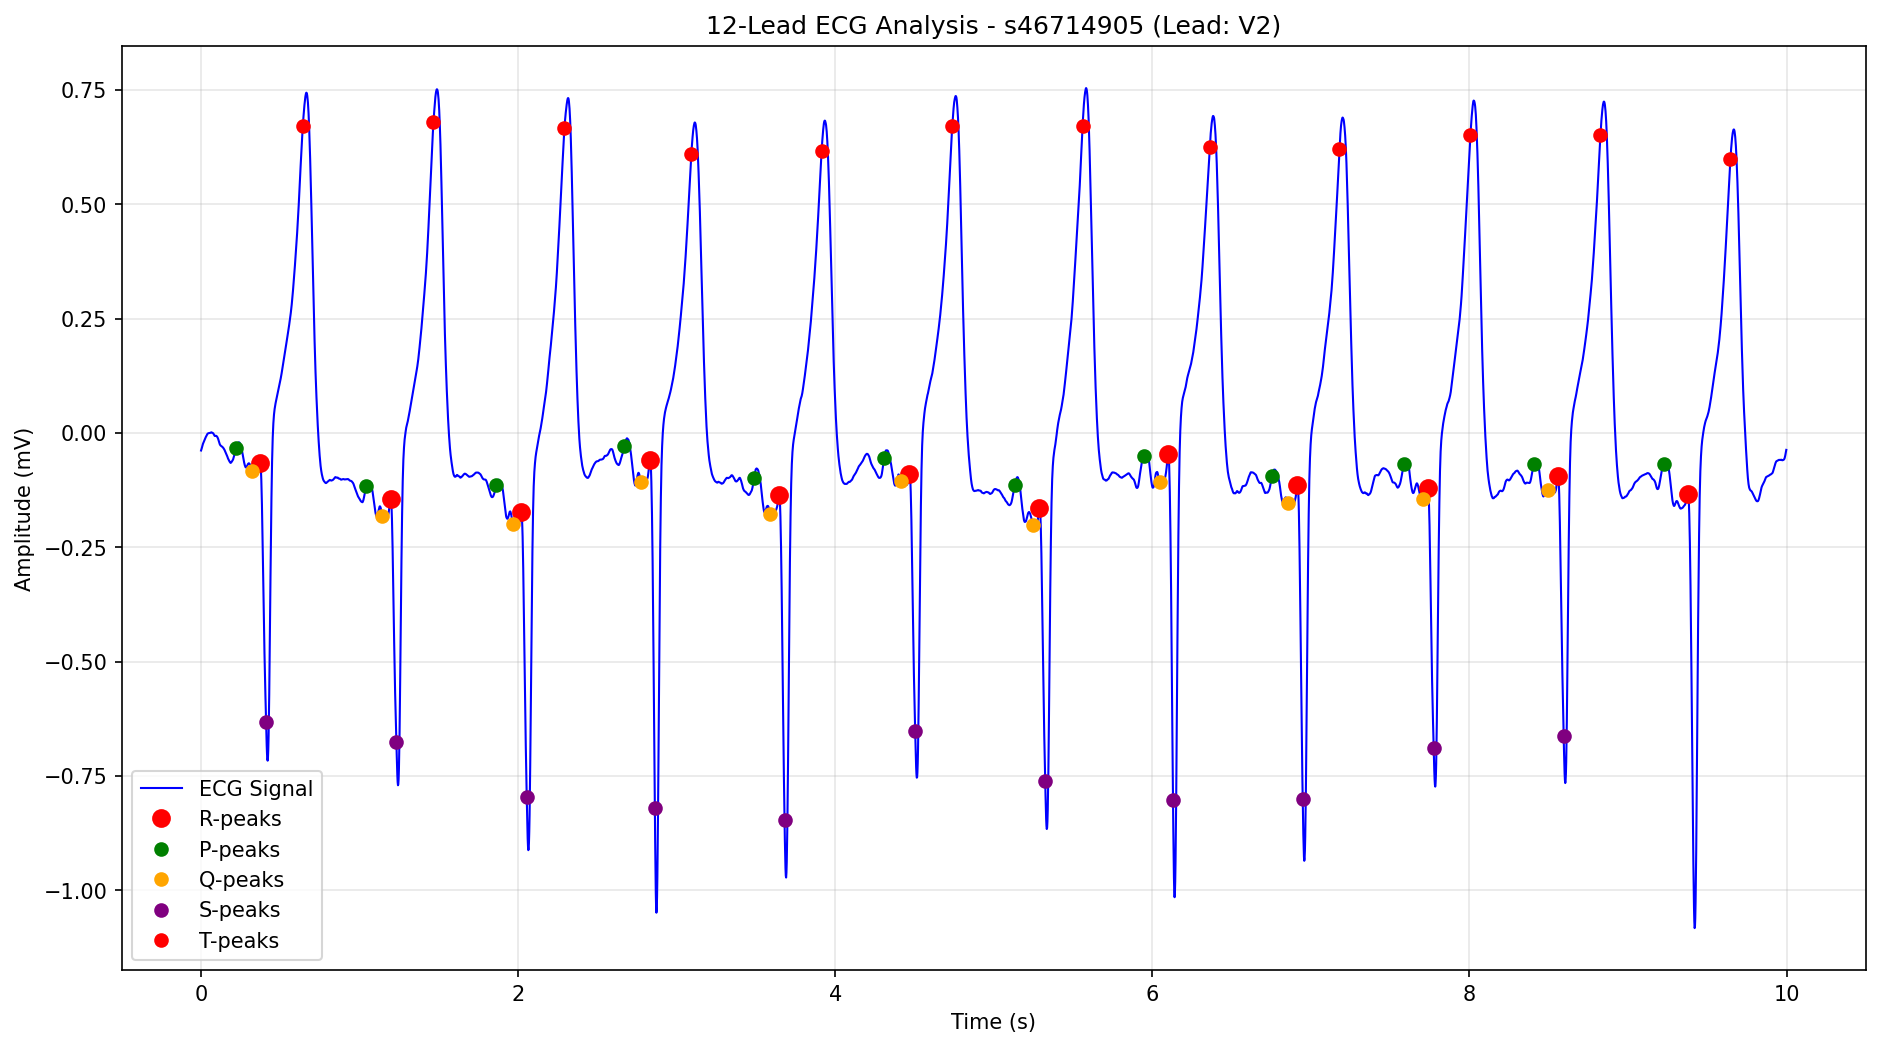 12-Lead ECG Analysis - s46714905 (Lead: V2)
Amplitude (mV)
0.75
0.50
0.25
0.00
−0.25
−0.50
−0.75
−1.00
ECG Signal
R-peaks
P-peaks
Q-peaks
S-peaks
T-peaks
0 2 4 6 8 10
Time (s)